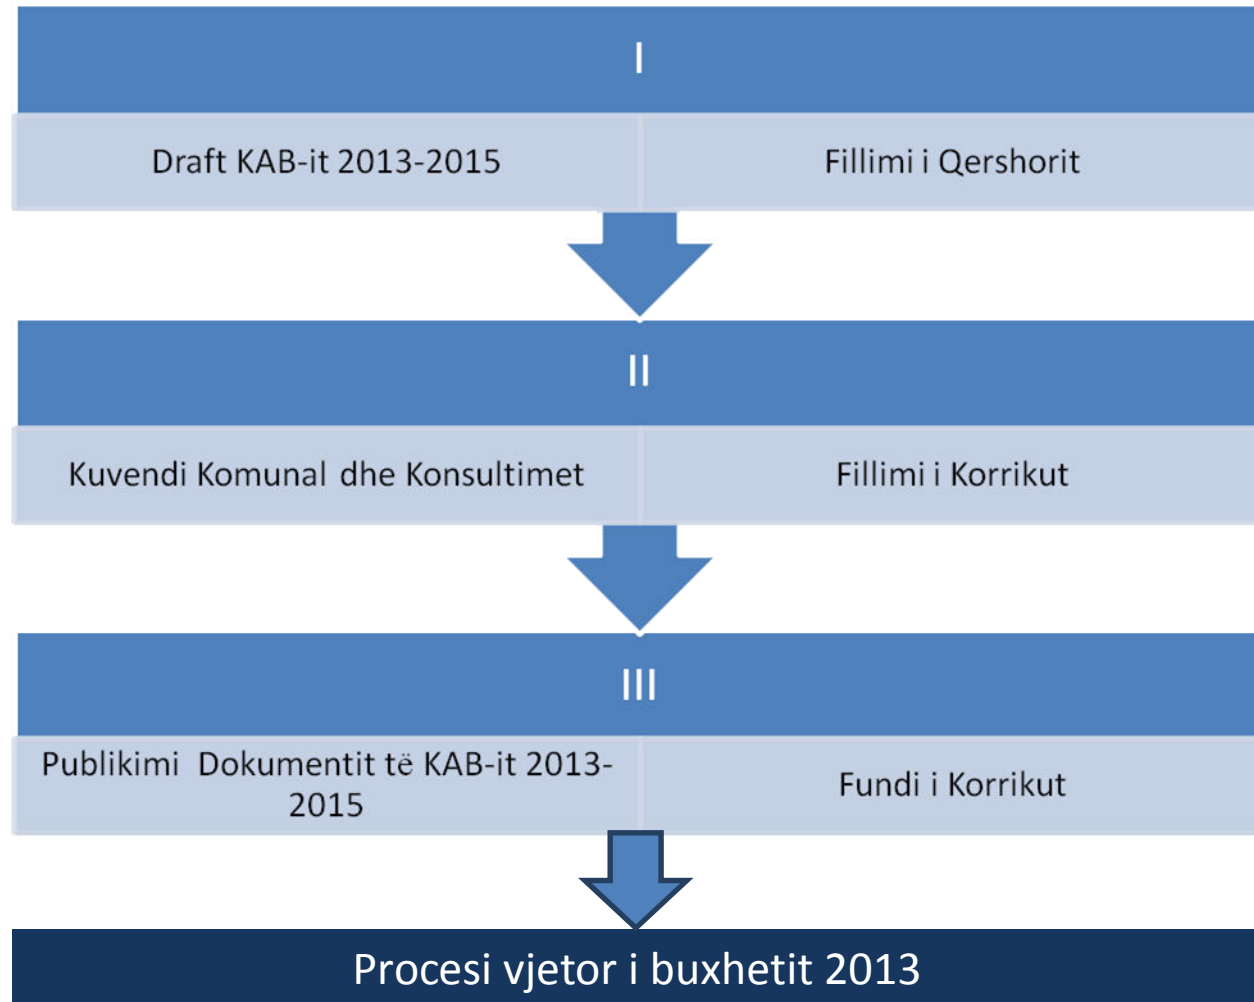 I
Draft KAB-it 2013-2015
Fillimi i Qershorit
II
Kuvendi Komunal dhe Konsultimet
Fillimi i Korrikut
III
Publikimi Dokumentit të KAB-it 2013-
2015
Fundi i Korrikut
Procesi vjetor i buxhetit 2013